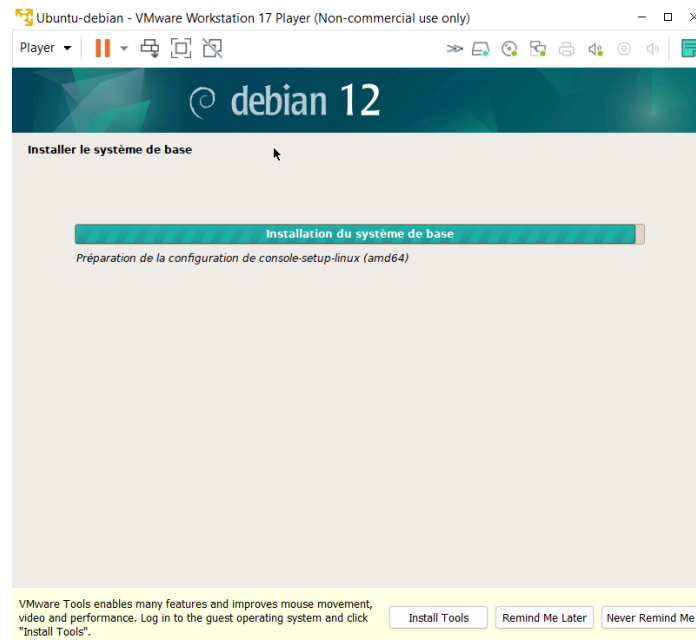 Ubuntu-debian - VMware Workstation 17 Player (Non-commercial use only)
Player
debian 12
Installer le système de base
Installation du système de base
Préparation de la configuration de console-setup-linux (amd64)
VMware Tools enables many features and improves mouse movement,
video and performance. Log in to the guest operating system and click
"Install Tools".
Install Tools
Remind Me Later
Never Remind Me